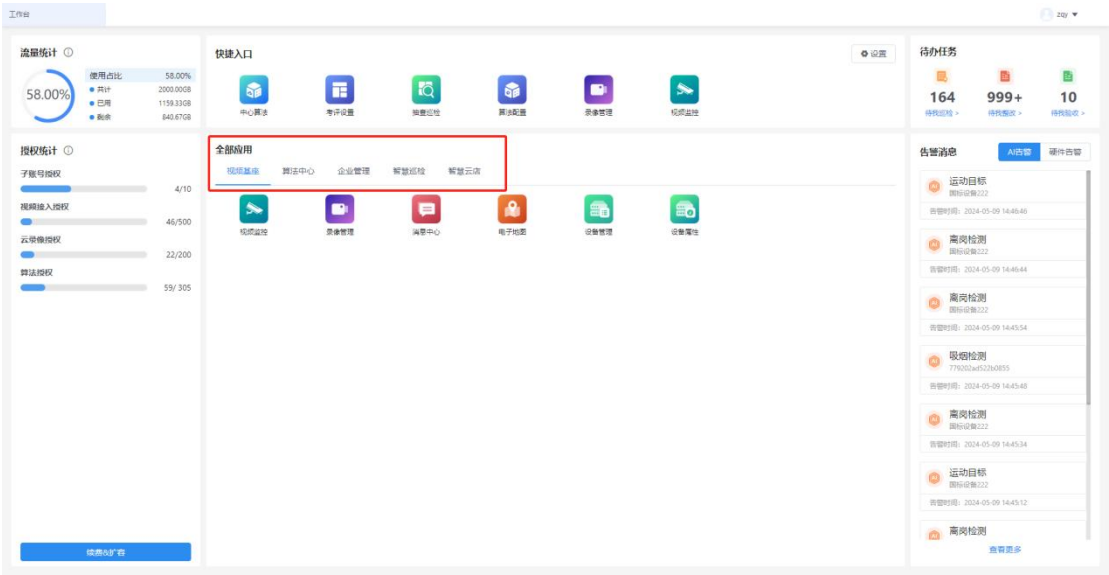 工作台
zqy
流量统计
58.00%
使用占比 58.00%
共计 2000.00GB
已用 1159.33GB
剩余 840.67GB
快捷入口
设置
中心算法 考评设置 抽查巡检 算法配置 录像管理 视频监控
待办任务
164 999+ 10
待我巡检 > 待我整改 > 待我验收 >
授权统计
子账号授权
4/10
视频接入授权
46/500
云录像授权
22/200
算法授权
59/ 305
续费&扩容
全部应用
视频基座 算法中心 企业管理 智慧巡检 智慧云店
视频监控 录像管理 消息中心 电子地图 设备管理 设备属性
告警消息
AI告警 硬件告警
运动目标
国标设备222
告警时间：2024-05-09 14:46:46
离岗检测
国标设备222
告警时间：2024-05-09 14:46:44
离岗检测
国标设备222
告警时间：2024-05-09 14:45:54
吸烟检测
779202ad522b0855
告警时间：2024-05-09 14:45:48
离岗检测
国标设备222
告警时间：2024-05-09 14:45:34
运动目标
国标设备222
告警时间：2024-05-09 14:45:12
离岗检测
查看更多